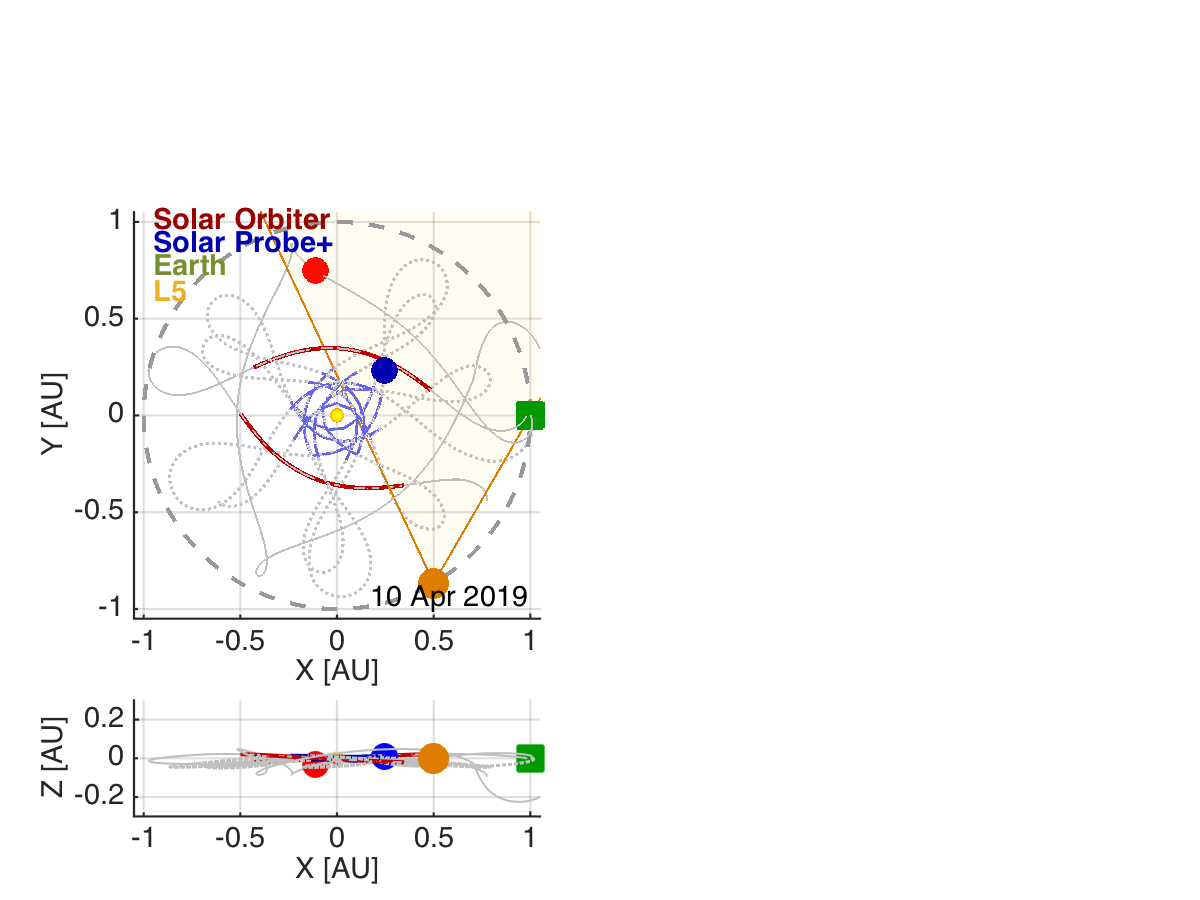 Solar Orbiter
Solar Probe+
Earth
L5
1
0.5
0
-0.5
-1
Y [AU]
10 Apr 2019
-1 -0.5 0 0.5 1
X [AU]
0.2
0
-0.2
Z [AU]
-1 -0.5 0 0.5 1
X [AU]